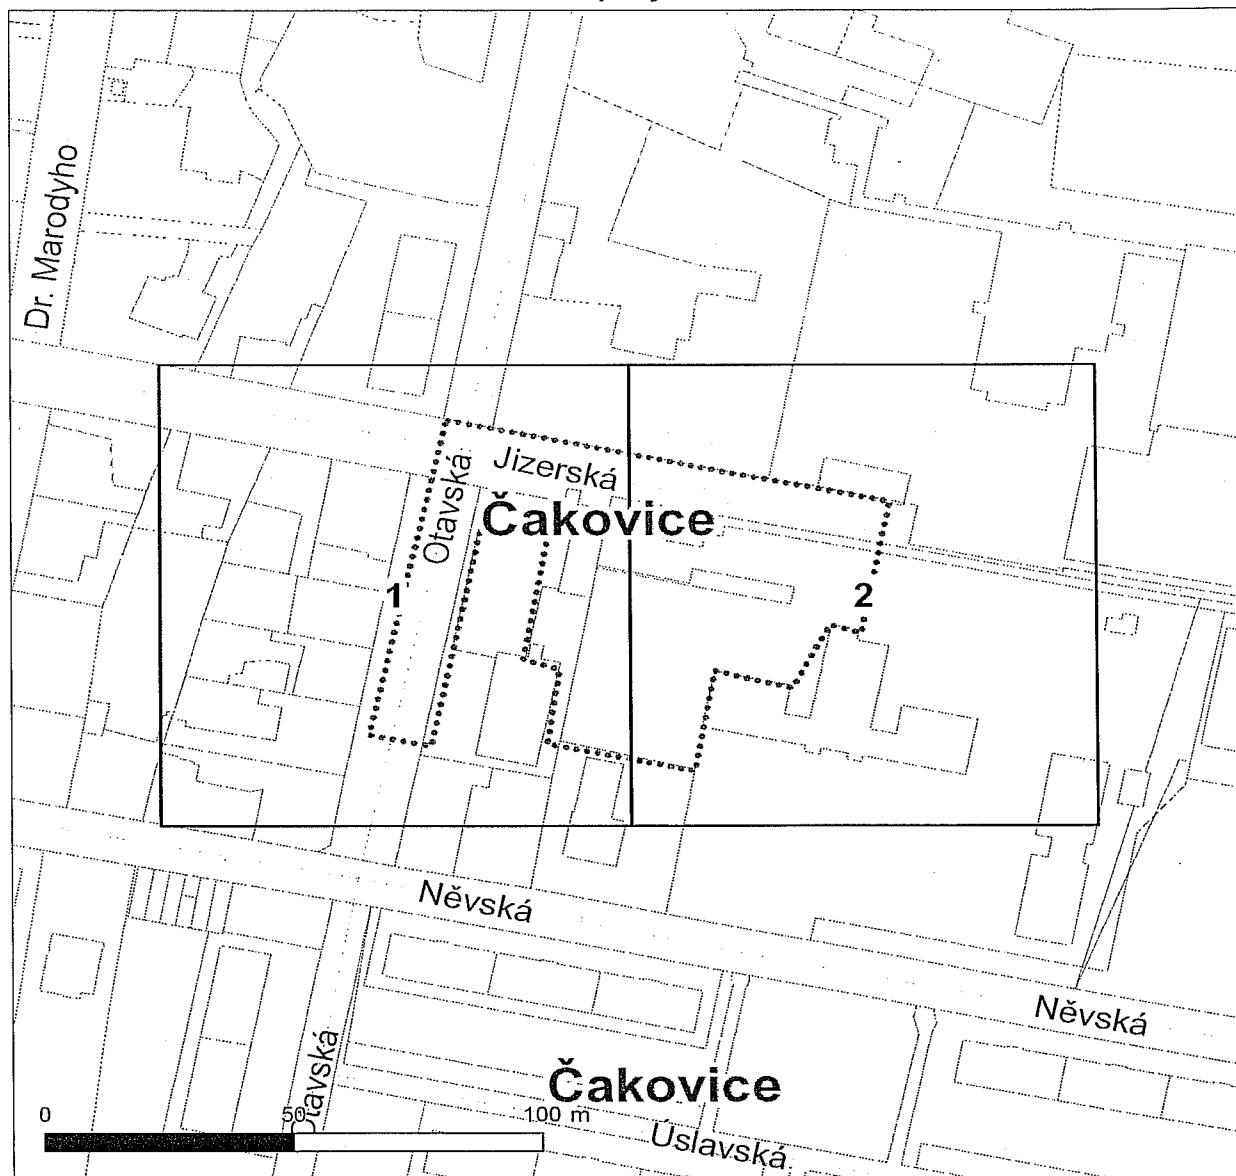 Dr. Marodyho
Jizerská
Otavská
Čakovice
1
2
Něvská
Něvská
Otavská
Čakovice
0
50
100 m
Úslavská